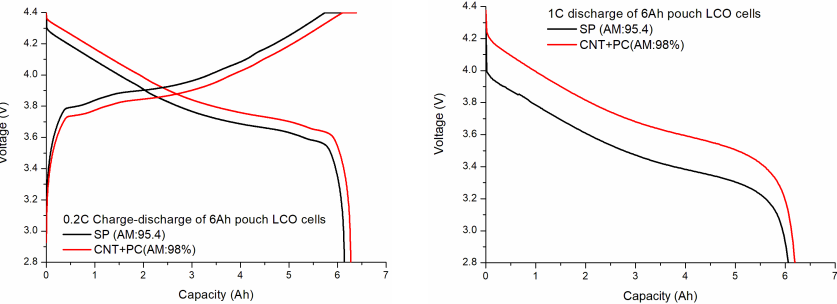 4.4
4.2
4.0
3.8
3.6
3.4
3.2
3.0
2.8
Voltage (V)
0.2C Charge-discharge of 6Ah pouch LCO cells
SP (AM:95.4)
CNT+PC(AM:98%)
0 1 2 3 4 5 6 7
Capacity (Ah)
4.4
4.2
4.0
3.8
3.6
3.4
3.2
3.0
2.8
Voltage (V)
1C discharge of 6Ah pouch LCO cells
SP (AM:95.4)
CNT+PC(AM:98%)
0 1 2 3 4 5 6 7
Capacity (Ah)